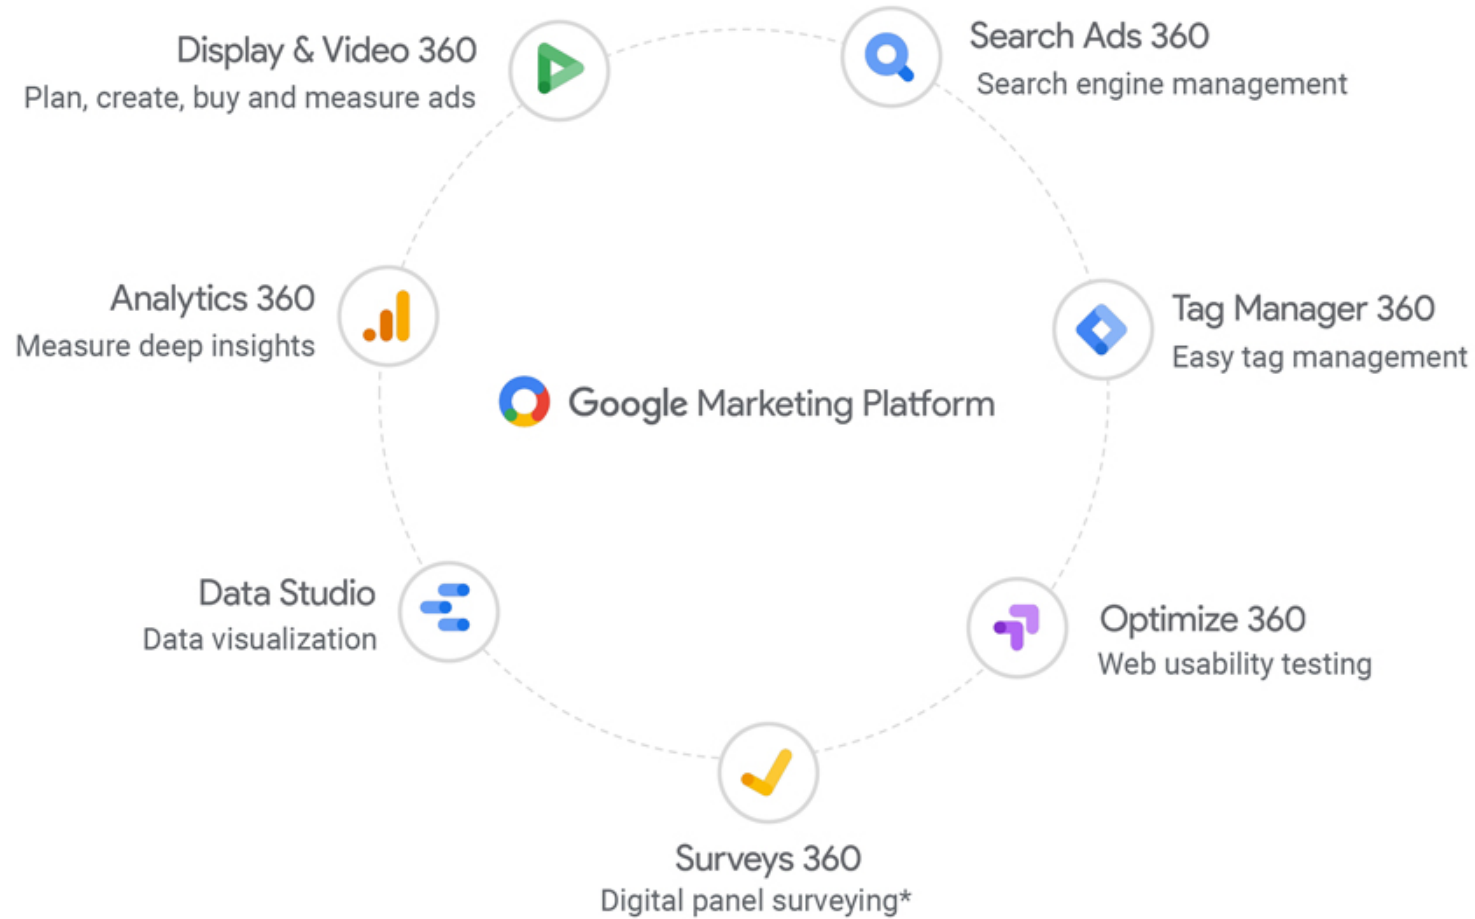 Display & Video 360
Plan, create, buy and measure ads
Search Ads 360
Search engine management
Analytics 360
Measure deep insights
Tag Manager 360
Easy tag management
Google Marketing Platform
Data Studio
Data visualization
Optimize 360
Web usability testing
Surveys 360
Digital panel surveying*